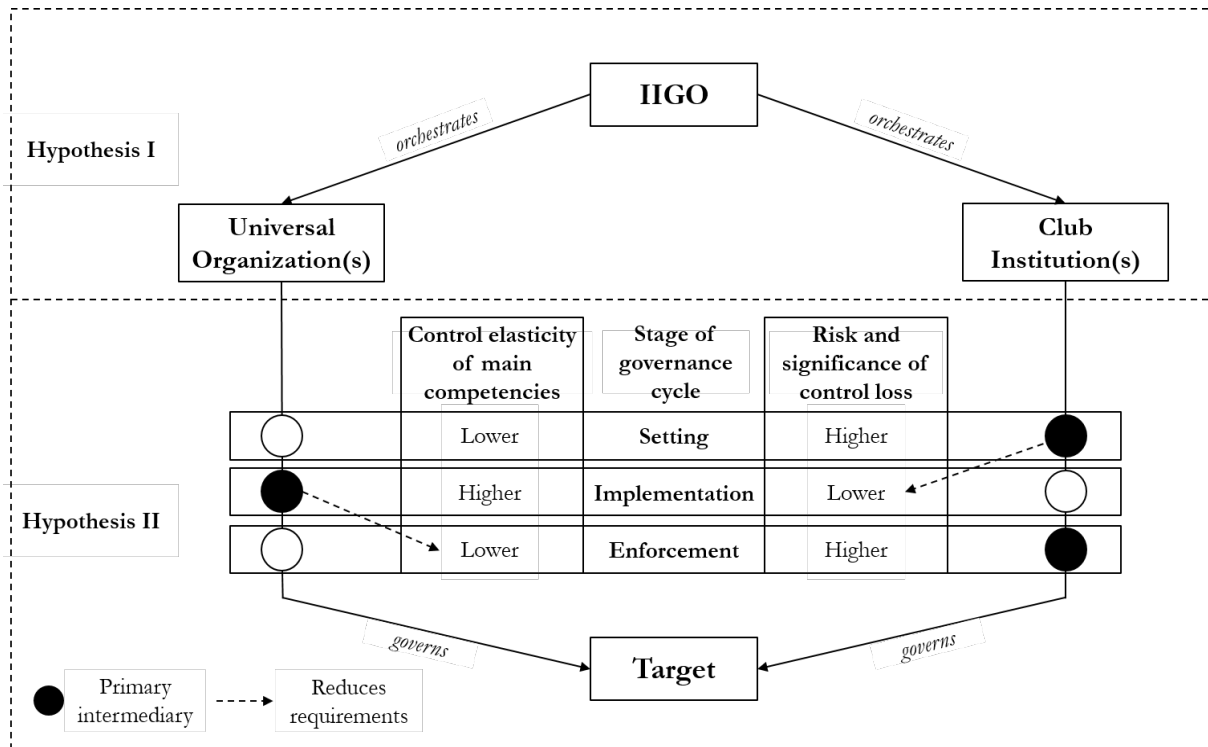 IIGO
orchestrates
orchestrates
Hypothesis I
Universal
Organization(s)
Club
Institution(s)
Control elasticity
of main
competencies
Stage of
governance
cycle
Risk and
significance of
control loss
Lower
Setting
Higher
Higher
Implementation
Lower
Hypothesis II
Lower
Enforcement
Higher
governs
governs
Target
Primary
intermediary
Reduces
requirements